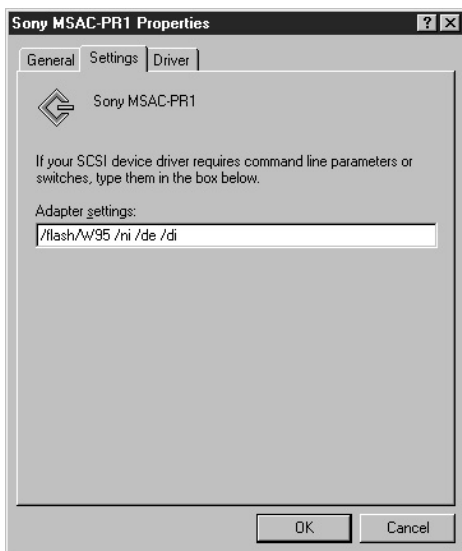 Sony MSAC-PR1 Properties
General Settings Driver
Sony MSAC-PR1
If your SCSI device driver requires command line parameters or
switches, type them in the box below.
Adapter settings:
/flash/W95 /ni /de /di
OK Cancel